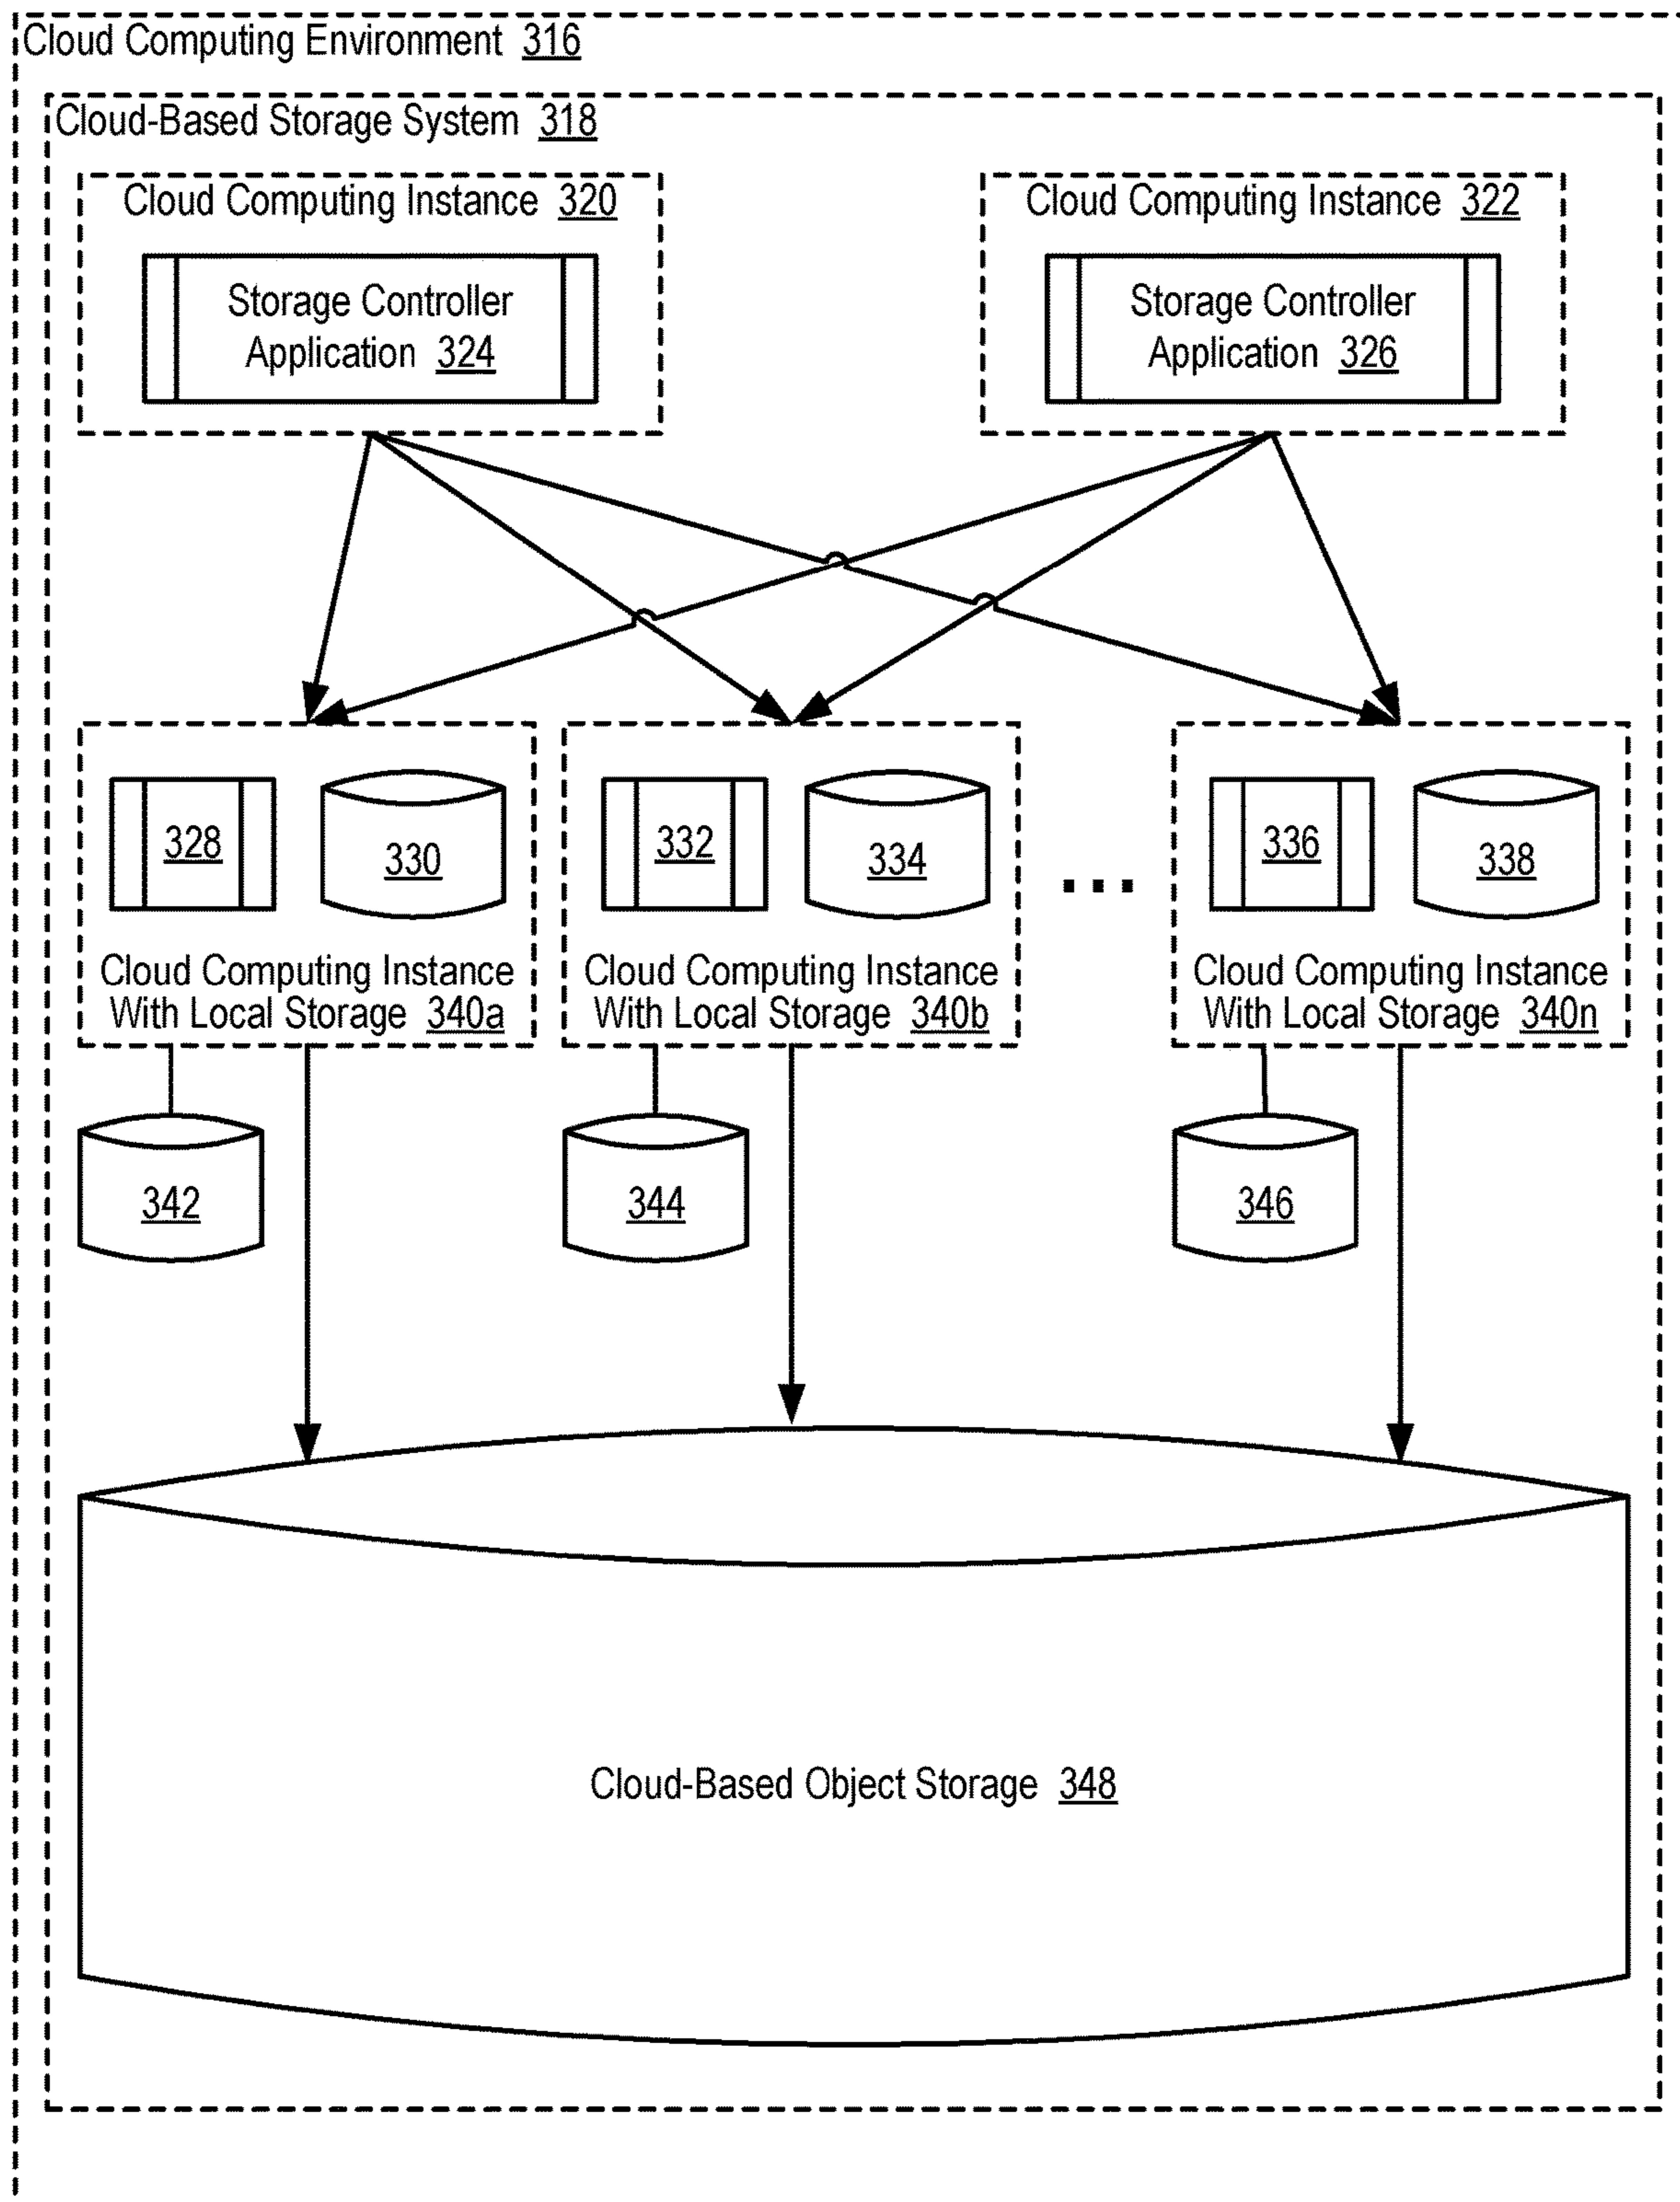 Cloud Computing Environment 316
Cloud-Based Storage System 318
Cloud Computing Instance 320
Storage Controller
Application 324
Cloud Computing Instance 322
Storage Controller
Application 326
328
330
Cloud Computing Instance
With Local Storage 340a
332
334
Cloud Computing Instance
With Local Storage 340b
...
336
338
Cloud Computing Instance
With Local Storage 340n
342
344
346
Cloud-Based Object Storage 348